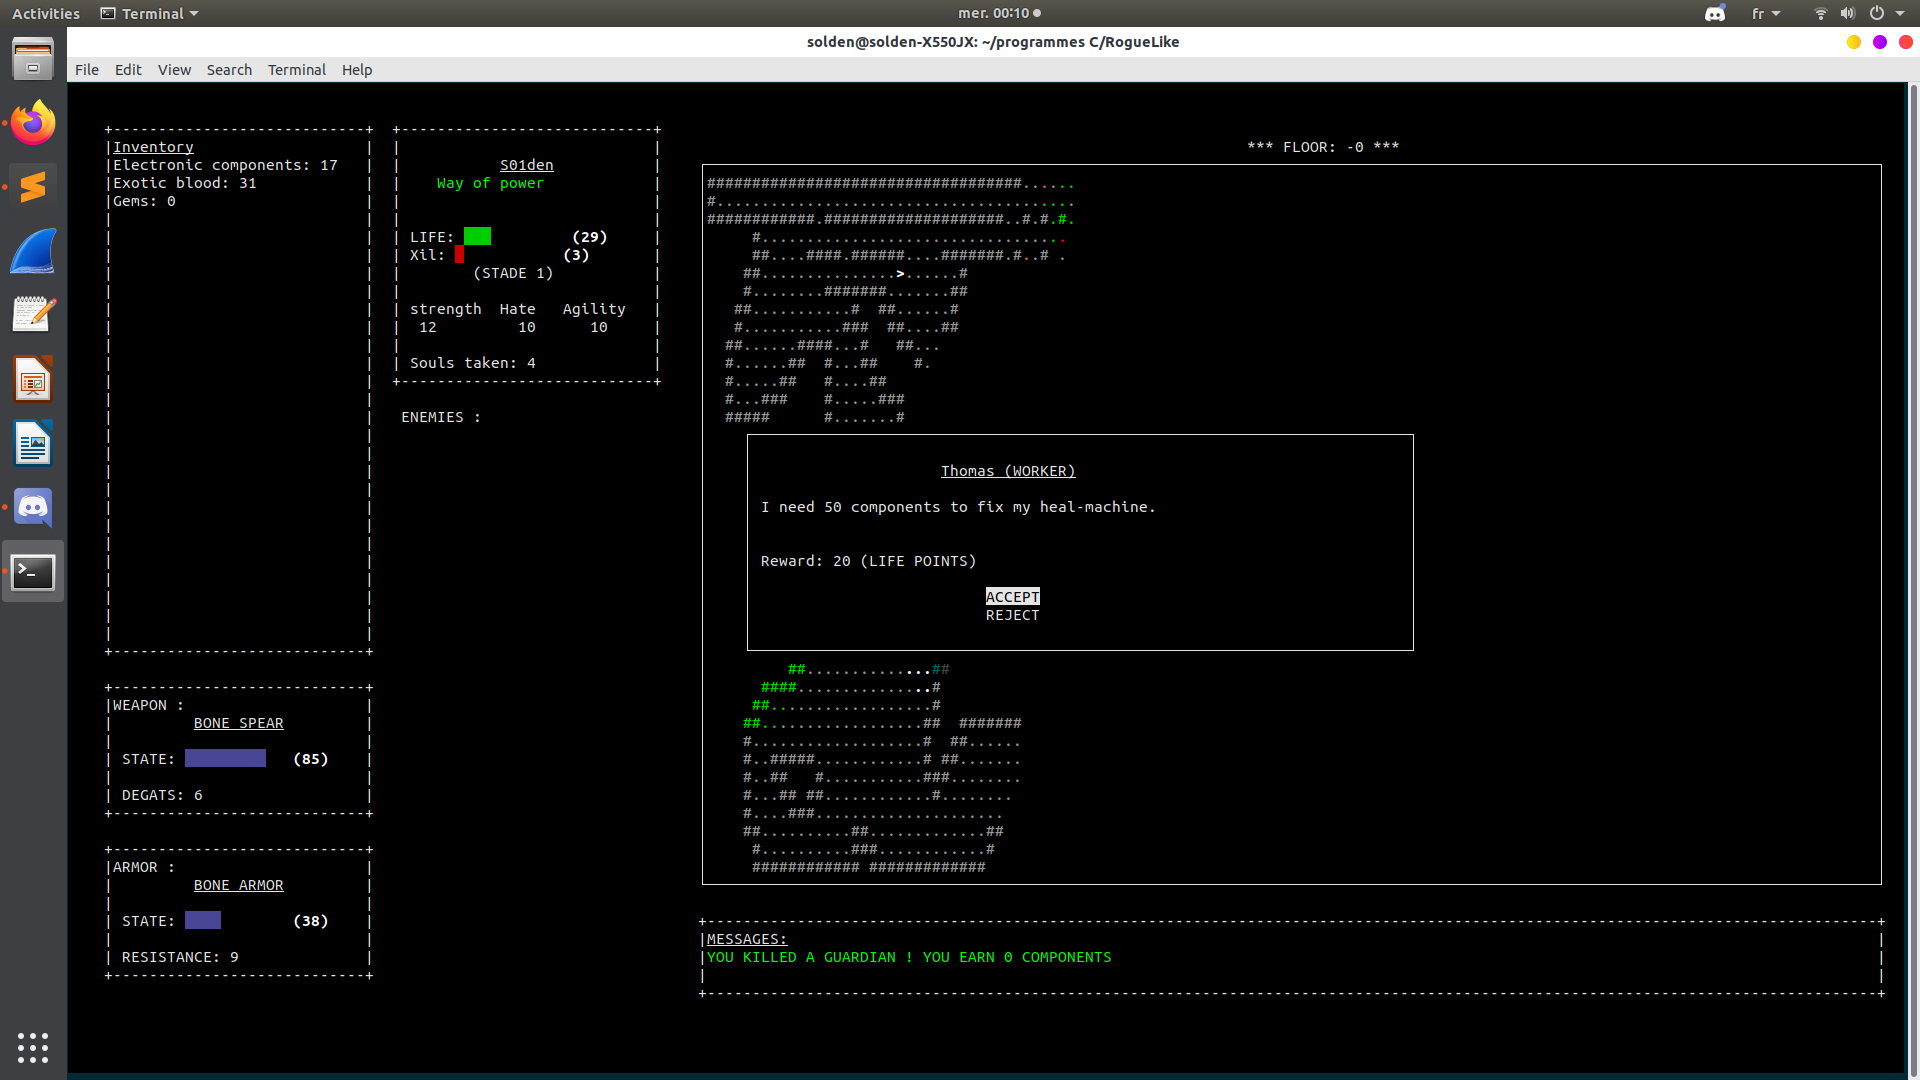 Activities Terminal mer. 00:10 fr
solden@solden-X550JX: ~/programmes C/RogueLike
File Edit View Search Terminal Help
Inventory
Electronic components: 17
Exotic blood: 31
Gems: 0
S01den
Way of power
LIFE: (29)
Xil: (3)
(STADE 1)
strength Hate Agility
12 10 10
Souls taken: 4
ENEMIES :
WEAPON :
BONE SPEAR
STATE: (85)
DEGATS: 6
ARMOR :
BONE ARMOR
STATE: (38)
RESISTANCE: 9
*** FLOOR: -0 ***
Thomas (WORKER)
I need 50 components to fix my heal-machine.
Reward: 20 (LIFE POINTS)
ACCEPT
REJECT
MESSAGES:
YOU KILLED A GUARDIAN ! YOU EARN 0 COMPONENTS